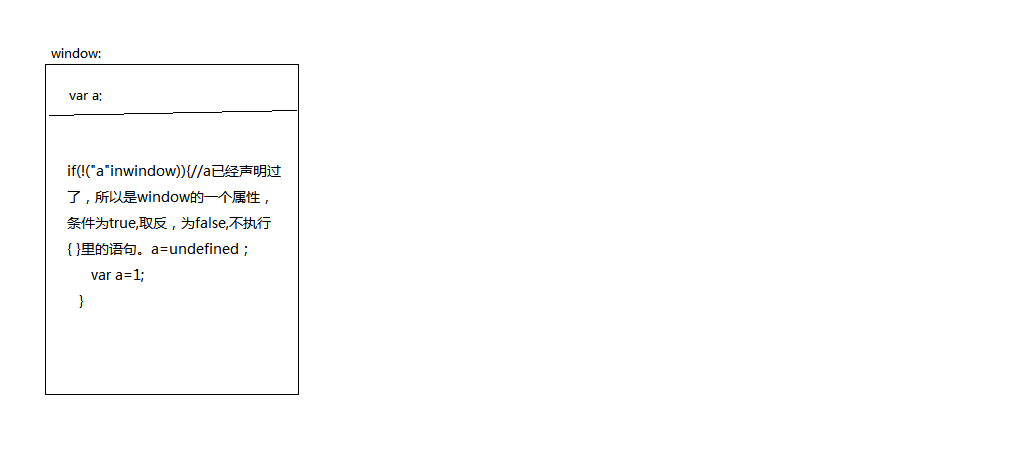 window:
var a;
if(!("a"inwindow)){//a已经声明过
了，所以是window的一个属性，
条件为true,取反，为false,不执行
{ }里的语句。a=undefined；
var a=1;
}